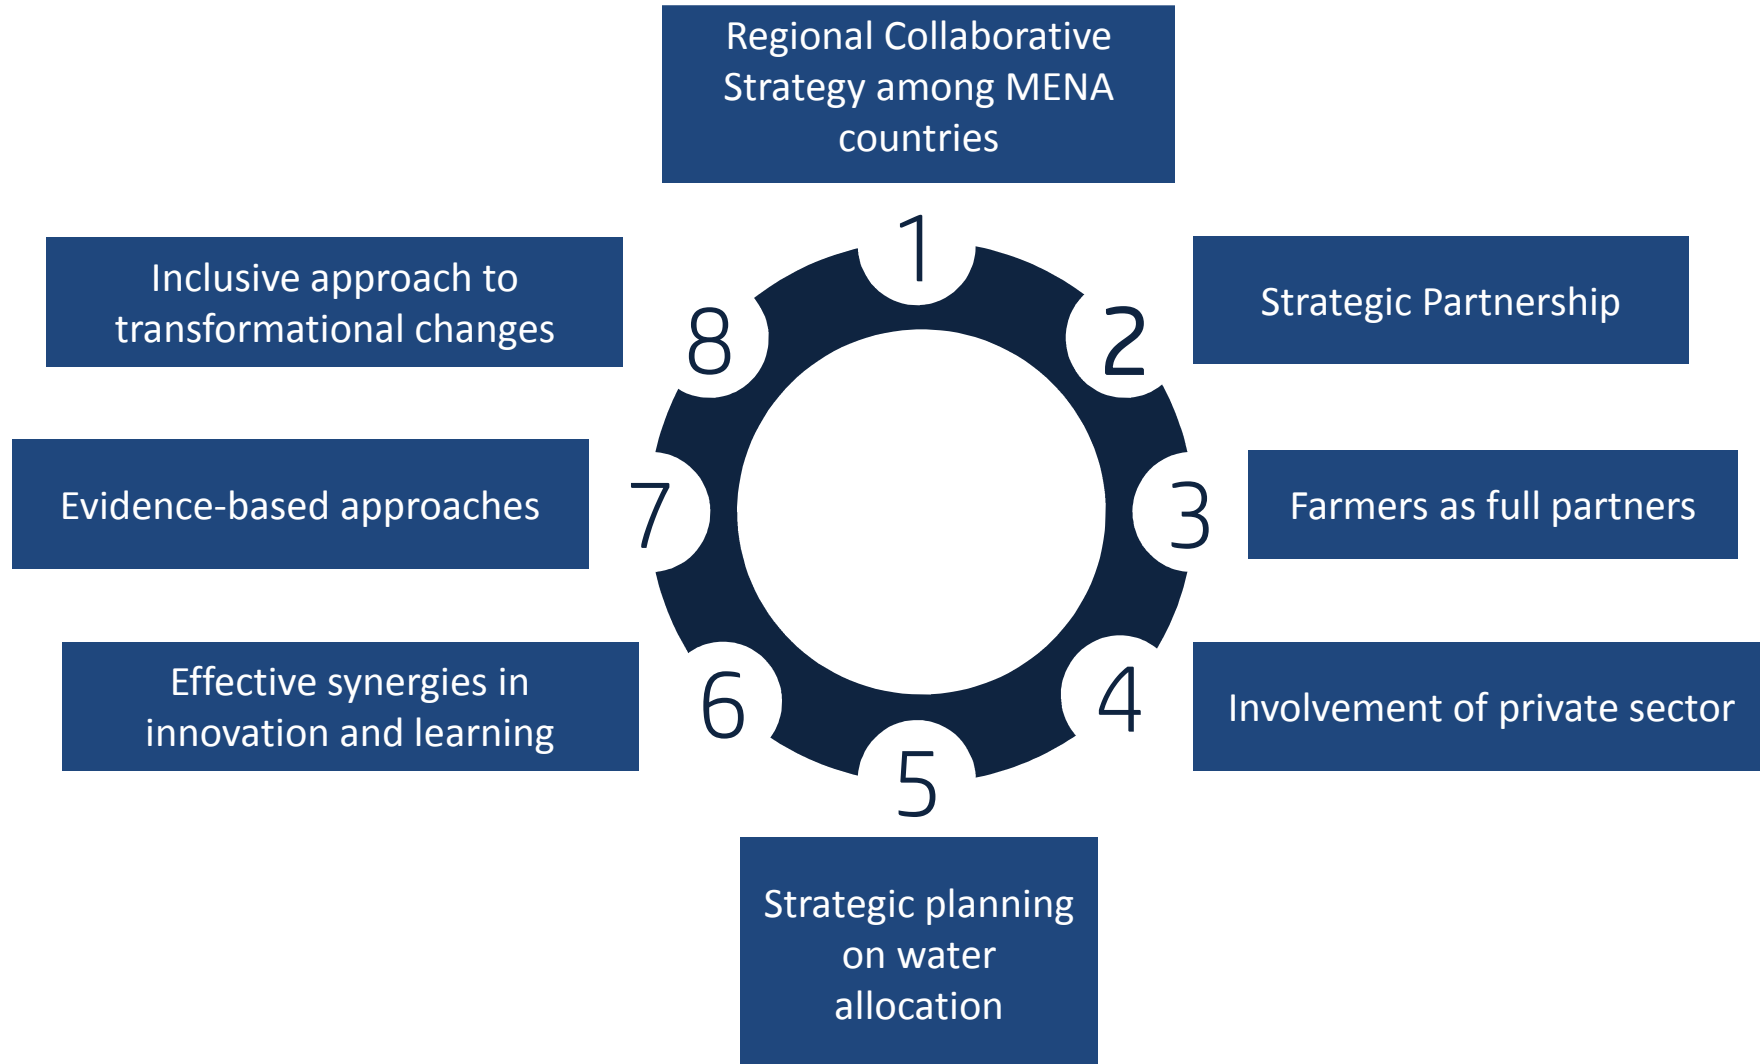 Regional Collaborative
Strategy among MENA
countries
1
2
Strategic Partnership
3
Farmers as full partners
4
Involvement of private sector
5
Strategic planning
on water
allocation
6
Effective synergies in
innovation and learning
7
Evidence-based approaches
8
Inclusive approach to
transformational changes